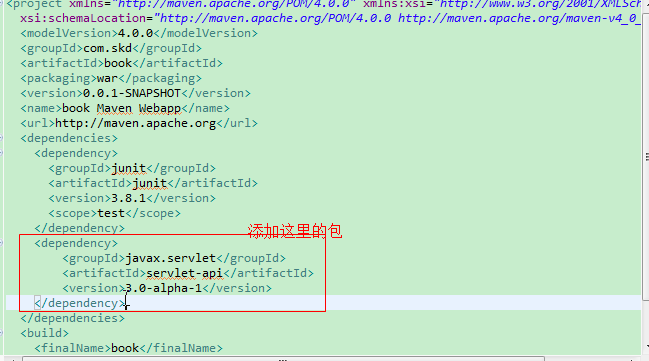 <project xmlns="http://maven.apache.org/POM/4.0.0" xmlns:xsi="http://www.w3.org/2001/XMLSch
xsi:schemaLocation="http://maven.apache.org/POM/4.0.0 http://maven.apache.org/maven-v4_0_
<modelVersion>4.0.0</modelVersion>
<groupId>com.skd</groupId>
<artifactId>book</artifactId>
<packaging>war</packaging>
<version>0.0.1-SNAPSHOT</version>
<name>book Maven Webapp</name>
<url>http://maven.apache.org</url>
<dependencies>
<dependency>
<groupId>junit</groupId>
<artifactId>junit</artifactId>
<version>3.8.1</version>
<scope>test</scope>
</dependency>
添加这里的包
<dependency>
<groupId>javax.servlet</groupId>
<artifactId>servlet-api</artifactId>
<version>3.0-alpha-1</version>
</dependency>
</dependencies>
<build>
<finalName>book</finalName>